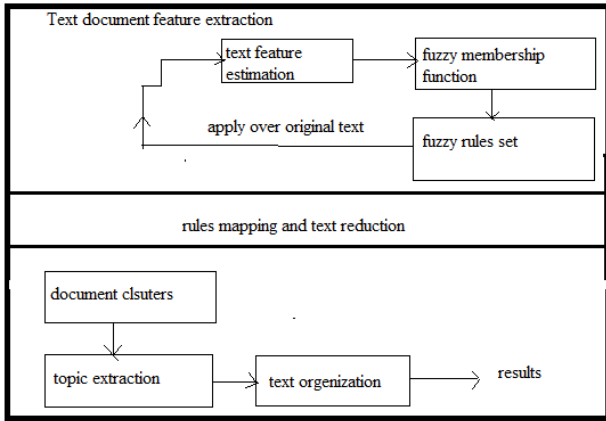 Text document feature extraction
text feature
estimation
fuzzy membership
function
apply over original text
fuzzy rules set
rules mapping and text reduction
document clsuters
topic extraction
text orgenization
results